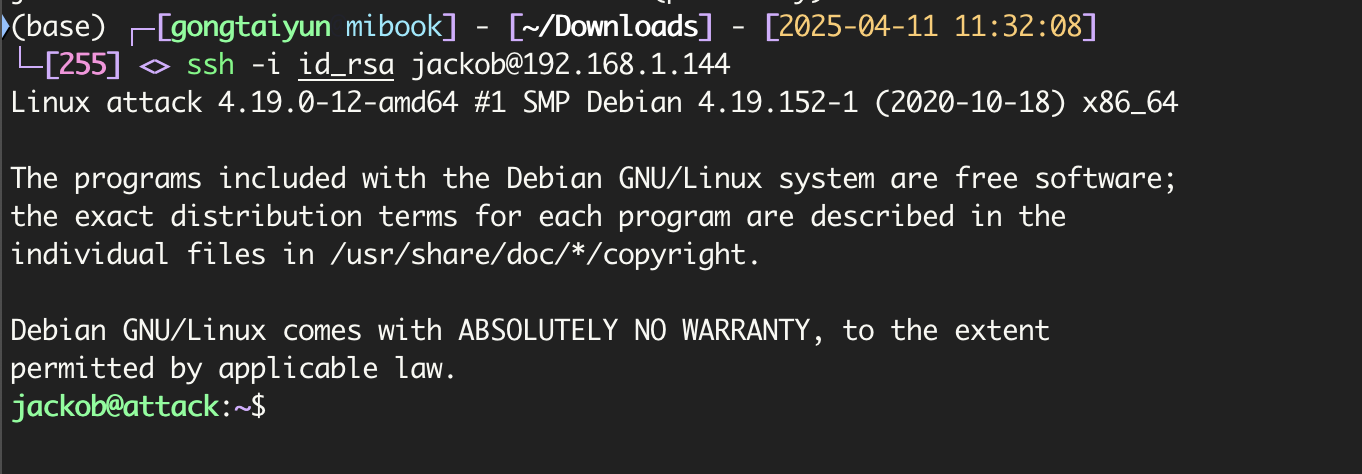 (base) ┌─[gongtaiyun mibook] - [~/Downloads] - [2025-04-11 11:32:08]
└─[255] <> ssh -i id_rsa jackob@192.168.1.144
Linux attack 4.19.0-12-amd64 #1 SMP Debian 4.19.152-1 (2020-10-18) x86_64
The programs included with the Debian GNU/Linux system are free software;
the exact distribution terms for each program are described in the
individual files in /usr/share/doc/*/copyright.
Debian GNU/Linux comes with ABSOLUTELY NO WARRANTY, to the extent
permitted by applicable law.
jackob@attack:~$